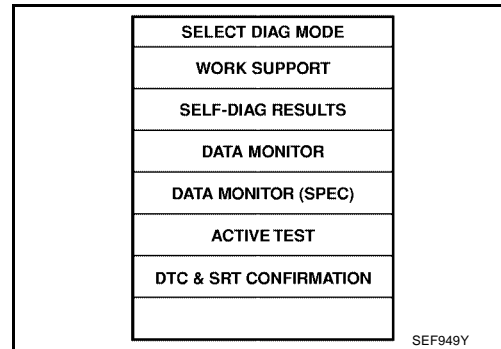 SELECT DIAG MODE
WORK SUPPORT
SELF-DIAG RESULTS
DATA MONITOR
DATA MONITOR (SPEC)
ACTIVE TEST
DTC & SRT CONFIRMATION
SEF949Y